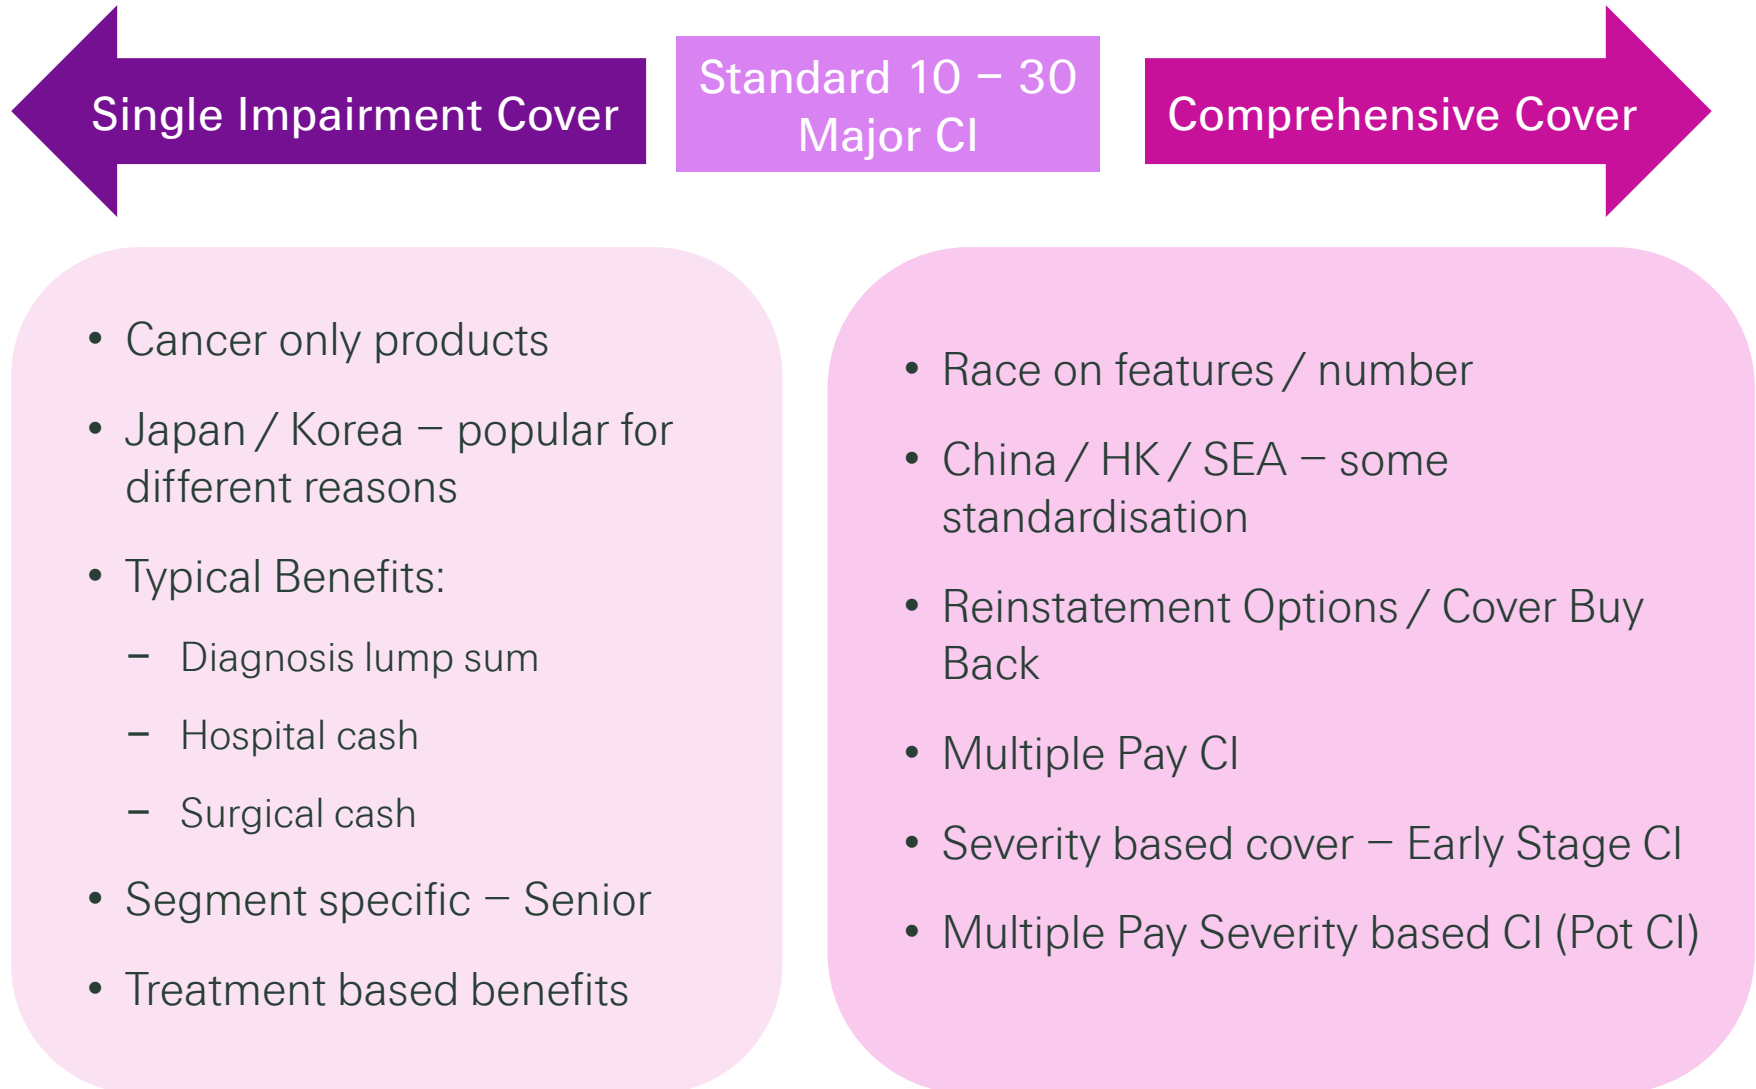 Single Impairment Cover
Standard 10 – 30
Major CI
Comprehensive Cover
• Cancer only products
• Japan / Korea – popular for
different reasons
• Typical Benefits:
– Diagnosis lump sum
– Hospital cash
– Surgical cash
• Segment specific – Senior
• Treatment based benefits
• Race on features / number
• China / HK / SEA – some
standardisation
• Reinstatement Options / Cover Buy
Back
• Multiple Pay CI
• Severity based cover – Early Stage CI
• Multiple Pay Severity based CI (Pot CI)